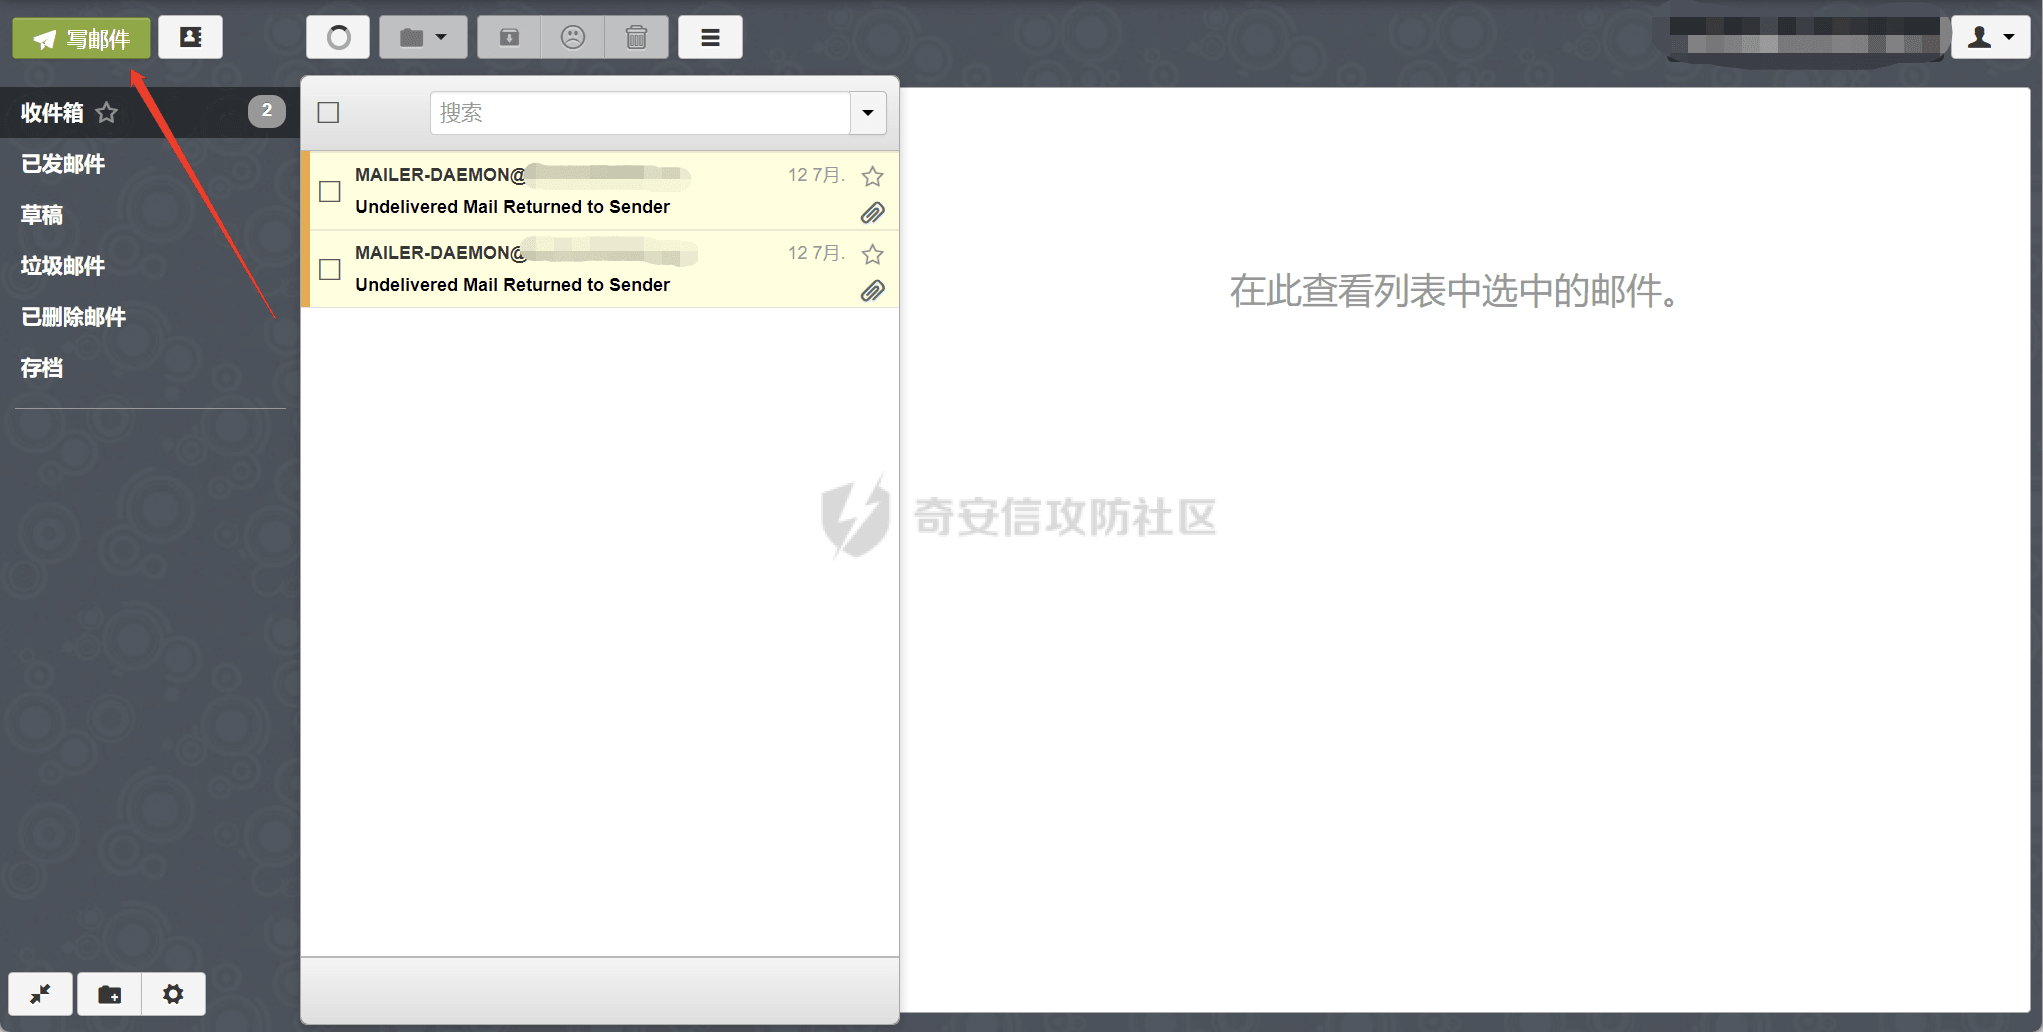 写邮件
收件箱
2
已发邮件
草稿
垃圾邮件
已删除邮件
存档
搜索
MAILER-DAEMON@
12 7月.
Undelivered Mail Returned to Sender
MAILER-DAEMON@
12 7月.
Undelivered Mail Returned to Sender
在此查看列表中选中的邮件。
奇安信攻防社区